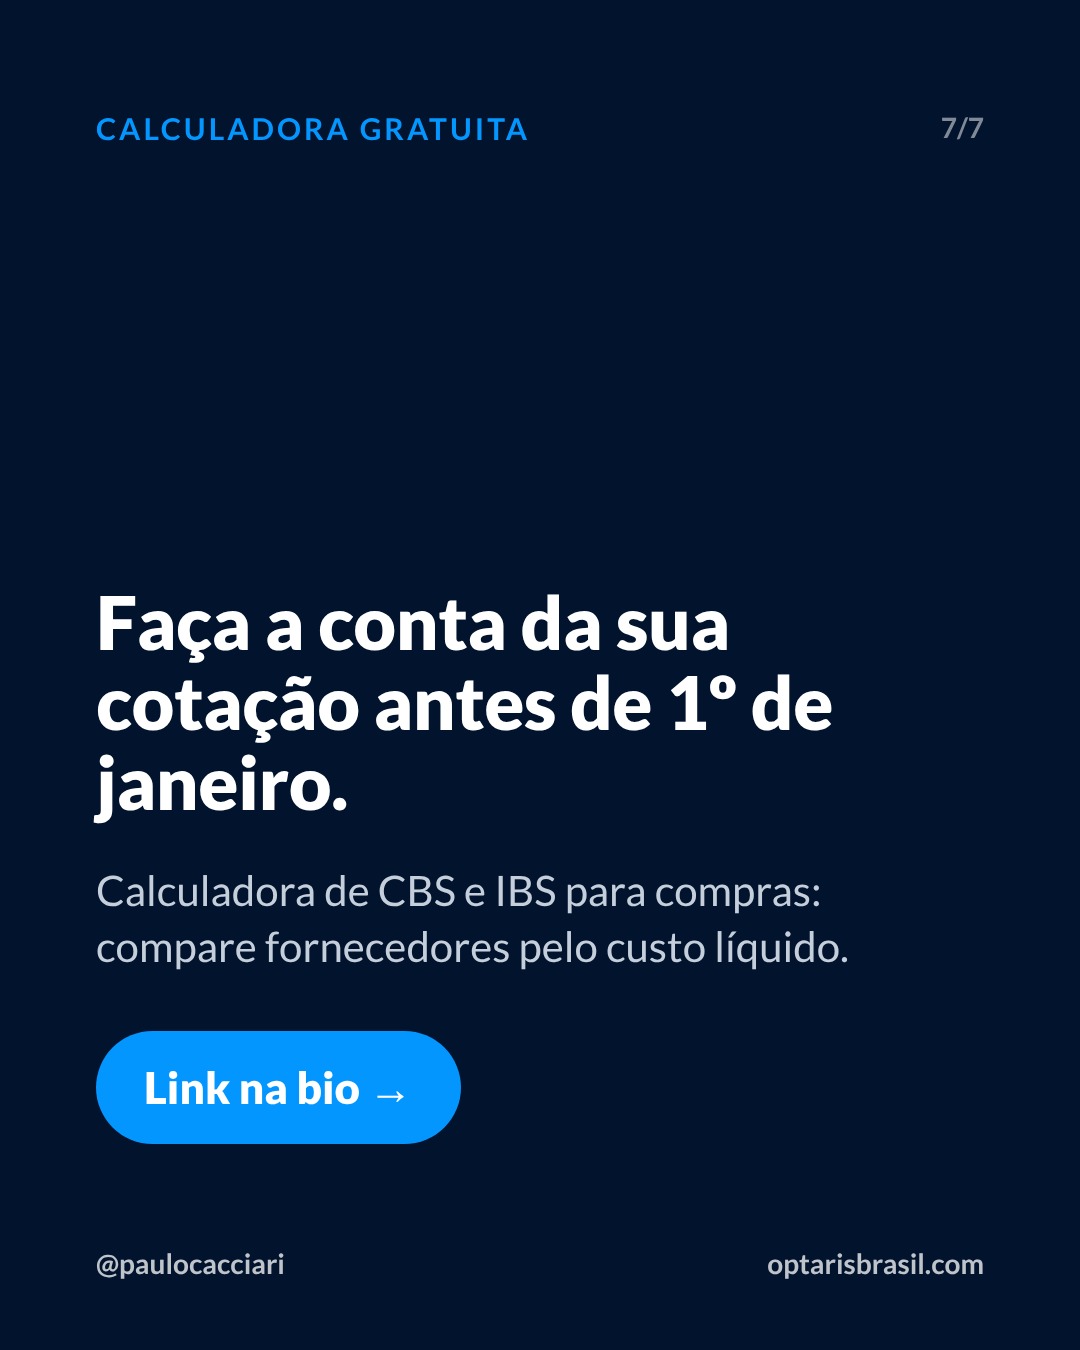 CALCULADORA GRATUITA
7/7
Faça a conta da sua
cotação antes de 1º de
janeiro.
Calculadora de CBS e IBS para compras:
compare fornecedores pelo custo líquido.
Link na bio →
@paulocacciari
optarisbrasil.com